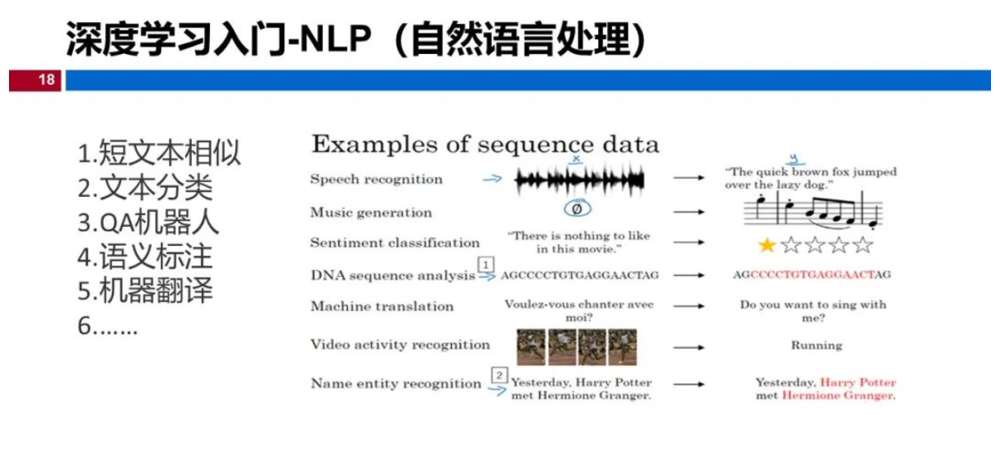 深度学习入门-NLP（自然语言处理）
18
1.短文本相似
2.文本分类
3.QA机器人
4.语义标注
5.机器翻译
6.……
Examples of sequence data
x
y
Speech recognition
"The quick brown fox jumped
over the lazy dog."
Music generation
∅
Sentiment classification
"There is nothing to like
in this movie."
DNA sequence analysis
1
AGCCCCTGTGAGGAACTAG
AGCCCCTGTGAGGAACTAG
Machine translation
Voulez-vous chanter avec
moi?
Do you want to sing with
me?
Video activity recognition
Running
Name entity recognition
2
Yesterday, Harry Potter
met Hermione Granger.
Yesterday, Harry Potter
met Hermione Granger.